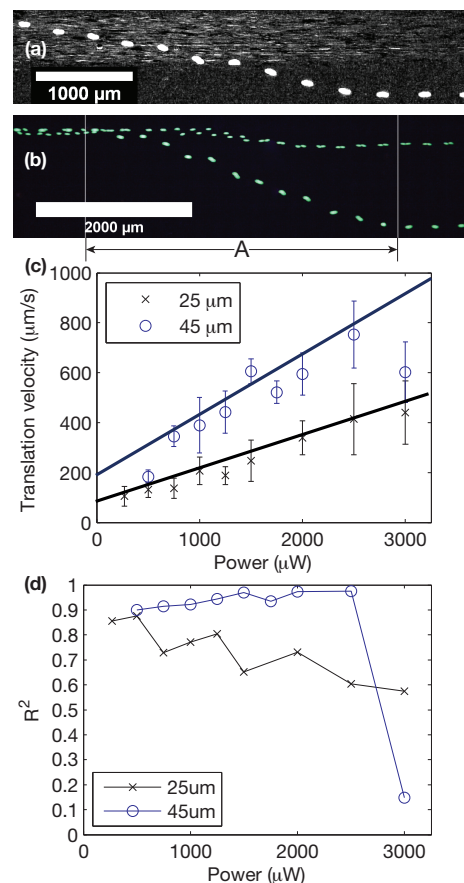 (a)
1000 µm
(b)
2000 µm
A
(c)
1000
800
600
400
200
0
Translation velocity (µm/s)
25 µm
45 µm
0 1000 2000 3000
Power (µW)
(d)
1
0.9
0.8
0.7
0.6
0.5
0.4
0.3
0.2
0.1
0
R²
25um
45um
0 1000 2000 3000
Power (µW)